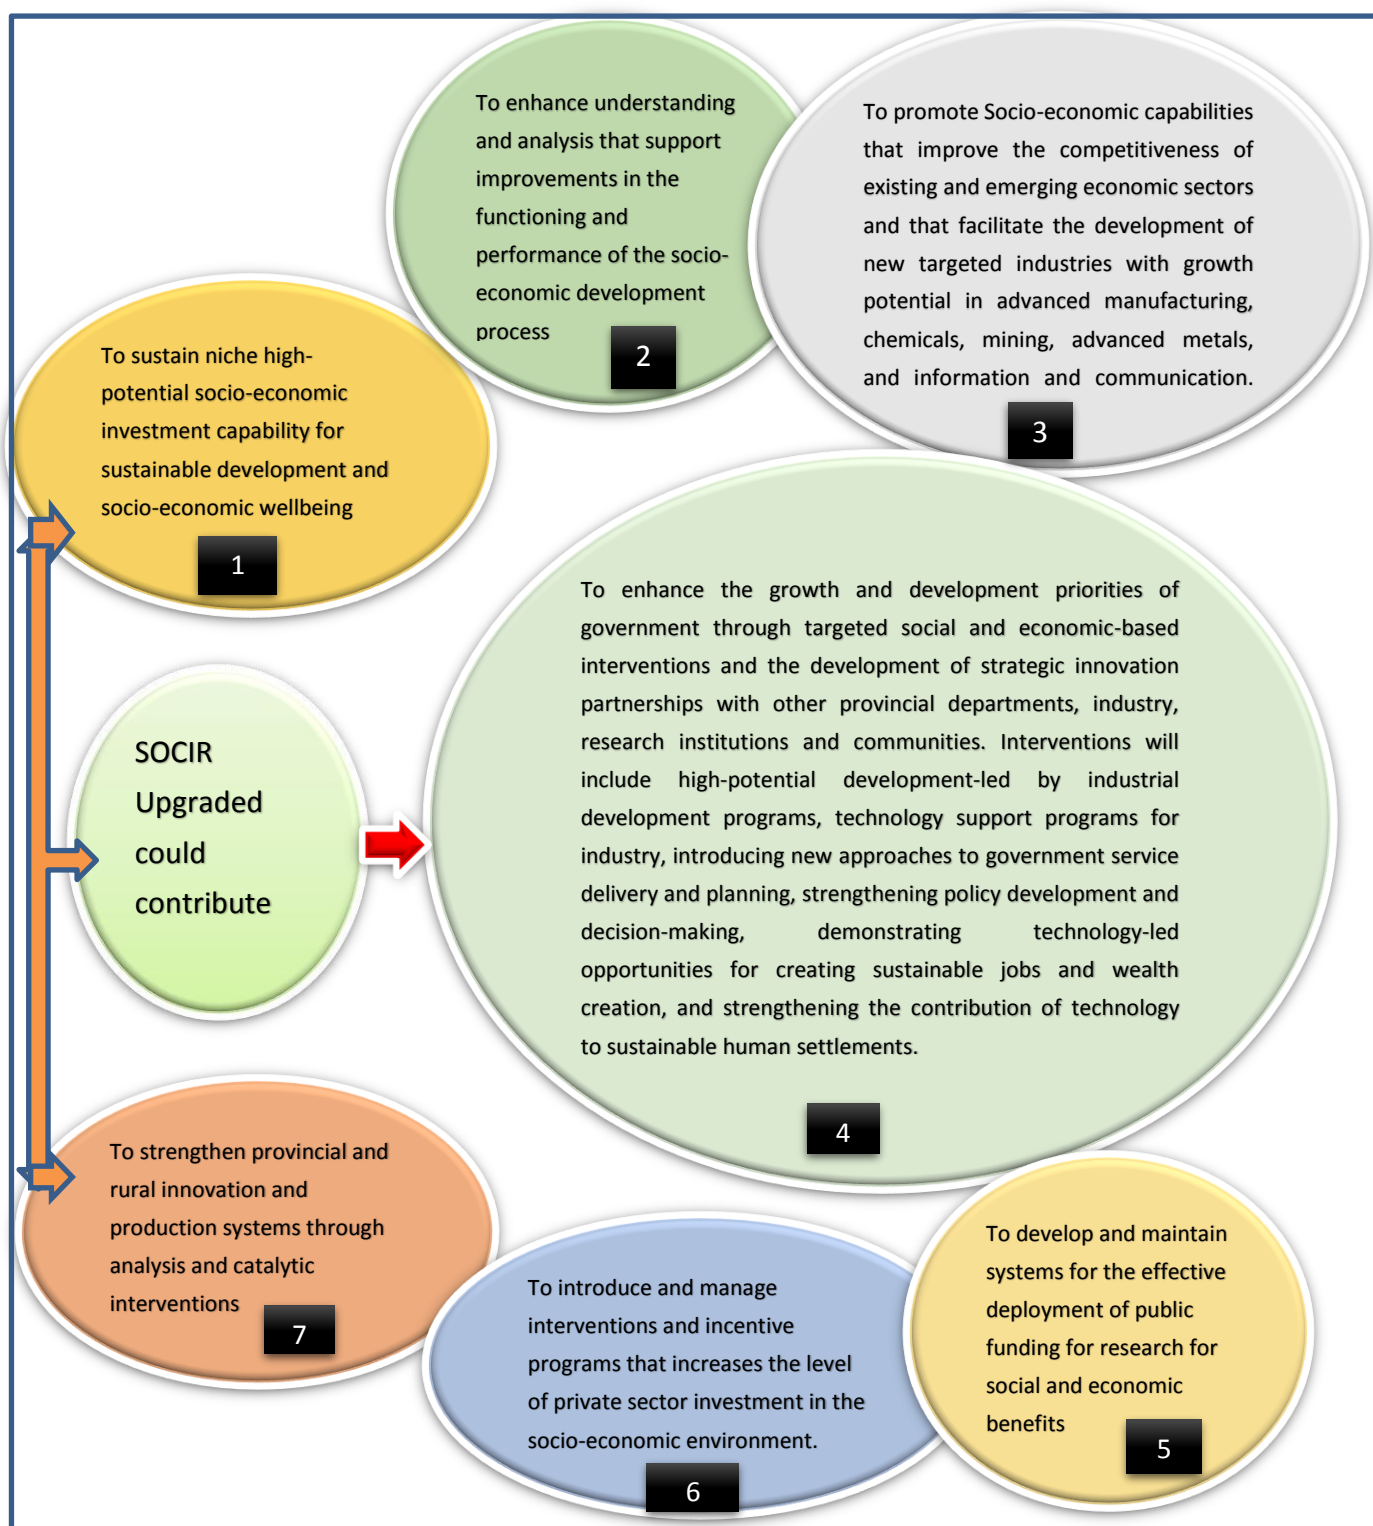 To sustain niche high-
potential socio-economic
investment capability for
sustainable development and
socio-economic wellbeing
1
To enhance understanding
and analysis that support
improvements in the
functioning and
performance of the socio-
economic development
process
2
To promote Socio-economic capabilities
that improve the competitiveness of
existing and emerging economic sectors
and that facilitate the development of
new targeted industries with growth
potential in advanced manufacturing,
chemicals, mining, advanced metals,
and information and communication.
3
SOCIR
Upgraded
could
contribute
To enhance the growth and development priorities of
government through targeted social and economic-based
interventions and the development of strategic innovation
partnerships with other provincial departments, industry,
research institutions and communities. Interventions will
include high-potential development-led by industrial
development programs, technology support programs for
industry, introducing new approaches to government service
delivery and planning, strengthening policy development and
decision-making, demonstrating technology-led
opportunities for creating sustainable jobs and wealth
creation, and strengthening the contribution of technology
to sustainable human settlements.
4
To develop and maintain
systems for the effective
deployment of public
funding for research for
social and economic
benefits
5
To introduce and manage
interventions and incentive
programs that increases the level
of private sector investment in the
socio-economic environment.
6
To strengthen provincial and
rural innovation and
production systems through
analysis and catalytic
interventions
7